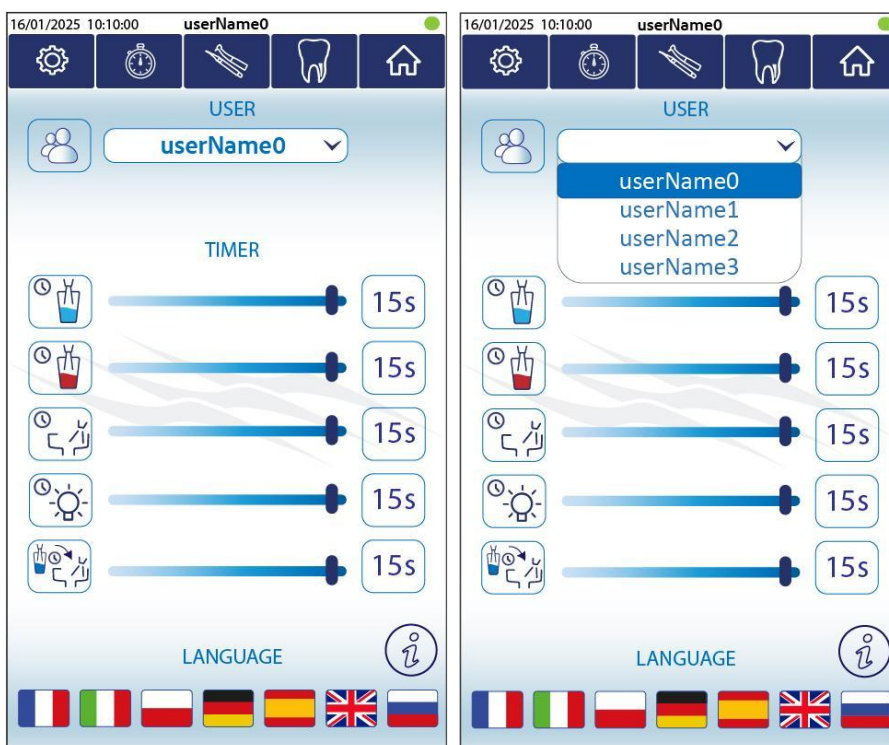 16/01/2025 10:10:00 userName0
USER
userName0
TIMER
15s
15s
15s
15s
15s
LANGUAGE
i
16/01/2025 10:10:00 userName0
USER
userName0
userName1
userName2
userName3
15s
15s
15s
15s
15s
LANGUAGE
i